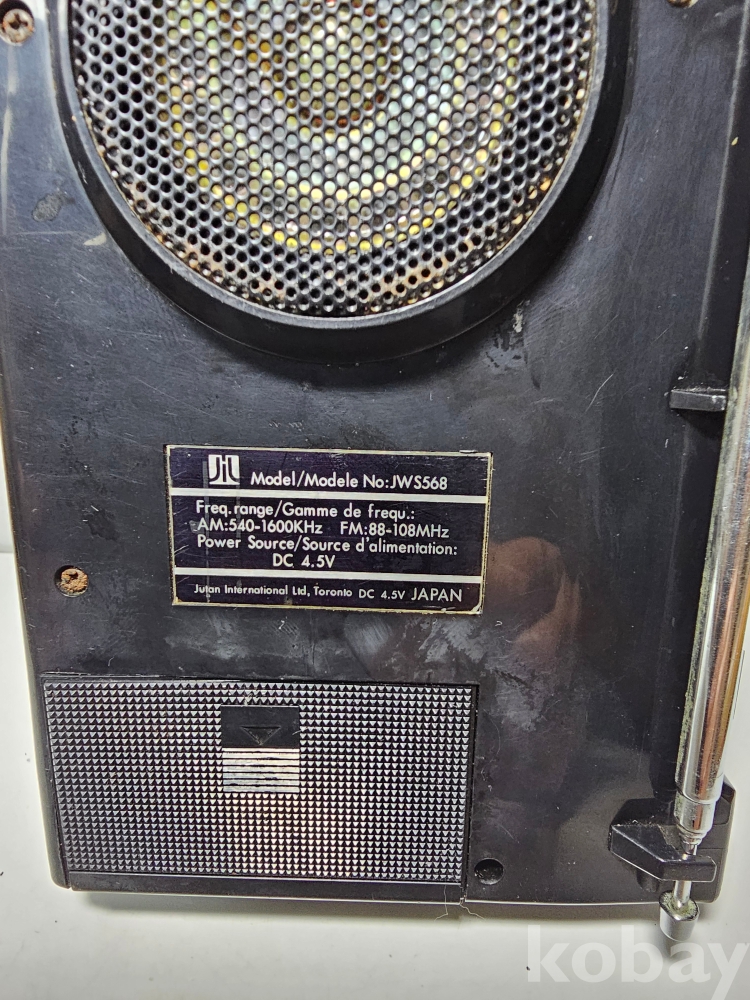 JIL Model/Modele No:JWS568
Freq.range/Gamme de frequ.:
AM:540-1600KHz FM:88-108MHz
Power Source/Source d'alimentation:
DC 4.5V
Jutan International Ltd, Toronto DC 4.5V JAPAN
kobay